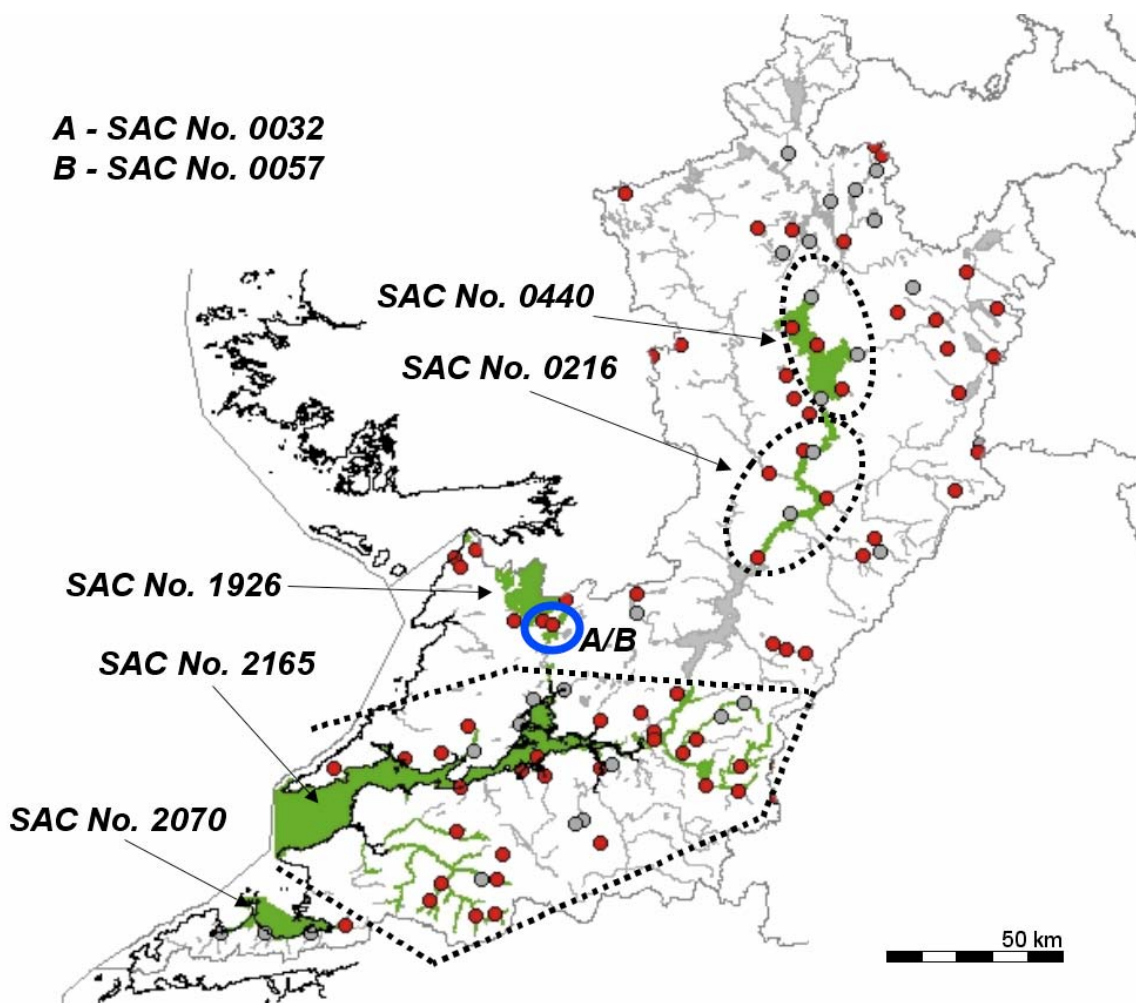 A - SAC No. 0032
B - SAC No. 0057
SAC No. 0440
SAC No. 0216
SAC No. 1926
A/B
SAC No. 2165
SAC No. 2070
50 km